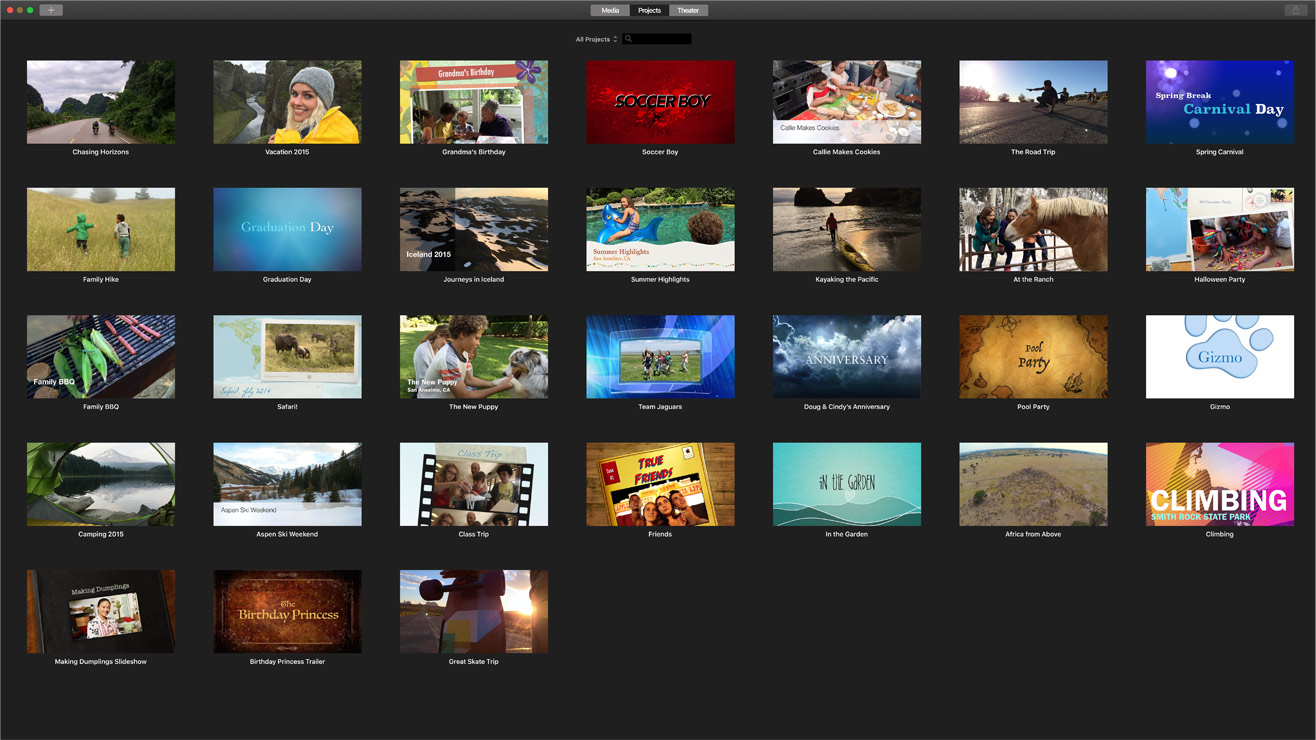 Media Projects Theater
All Projects
Grandma's Birthday
SOCCER BOY
Callie Makes Cookies
Spring Break
Carnival Day
Chasing Horizons
Vacation 2015
Grandma's Birthday
Soccer Boy
Callie Makes Cookies
The Road Trip
Spring Carnival
Graduation Day
Iceland 2015
Summer Highlights
San Anselmo, CA
Halloween Party
Family Hike
Graduation Day
Journeys in Iceland
Summer Highlights
Kayaking the Pacific
At the Ranch
Halloween Party
Family BBQ
Safari July 2014
The New Puppy
San Anselmo, CA
ANNIVERSARY
Pool
Party
Gizmo
Family BBQ
Safari!
The New Puppy
Team Jaguars
Doug & Cindy's Anniversary
Pool Party
Gizmo
Aspen Ski Weekend
Class Trip
TRUE
FRIENDS
IN THE GARDEN
CLIMBING
SMITH ROCK STATE PARK
Camping 2015
Aspen Ski Weekend
Class Trip
Friends
In the Garden
Africa from Above
Climbing
Making Dumplings
The
Birthday Princess
Making Dumplings Slideshow
Birthday Princess Trailer
Great Skate Trip